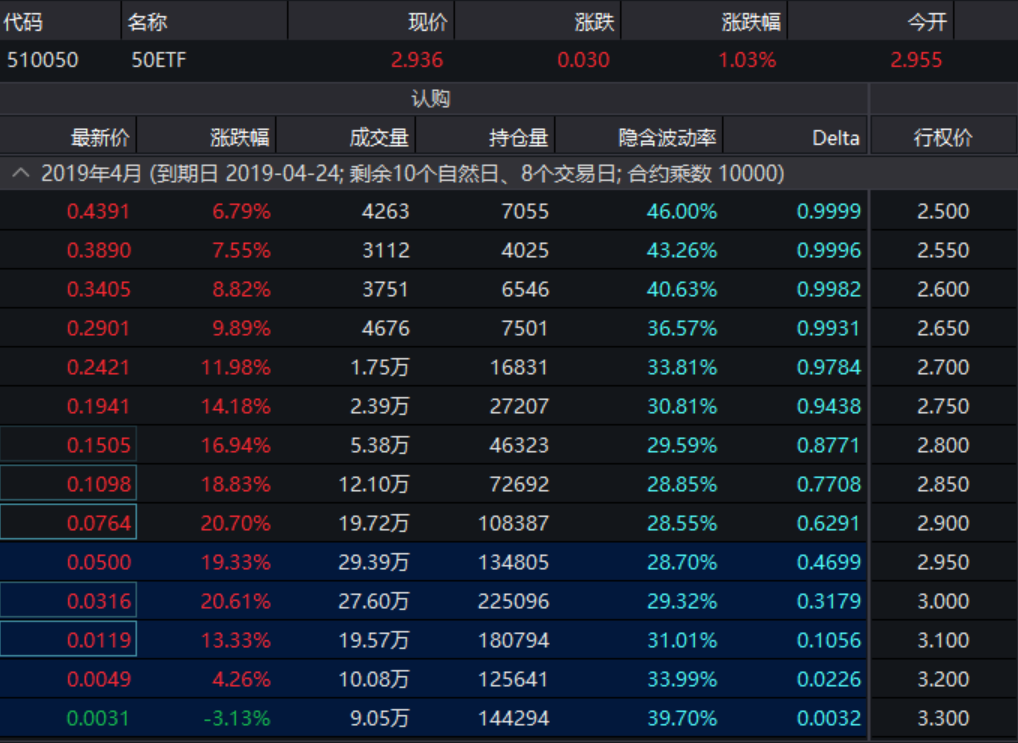 代码 名称 现价 涨跌 涨跌幅 今开
510050 50ETF 2.936 0.030 1.03% 2.955
认购
最新价 涨跌幅 成交量 持仓量 隐含波动率 Delta 行权价
2019年4月 (到期日 2019-04-24; 剩余10个自然日、8个交易日; 合约乘数 10000)
0.4391 6.79% 4263 7055 46.00% 0.9999 2.500
0.3890 7.55% 3112 4025 43.26% 0.9996 2.550
0.3405 8.82% 3751 6546 40.63% 0.9982 2.600
0.2901 9.89% 4676 7501 36.57% 0.9931 2.650
0.2421 11.98% 1.75万 16831 33.81% 0.9784 2.700
0.1941 14.18% 2.39万 27207 30.81% 0.9438 2.750
0.1505 16.94% 5.38万 46323 29.59% 0.8771 2.800
0.1098 18.83% 12.10万 72692 28.85% 0.7708 2.850
0.0764 20.70% 19.72万 108387 28.55% 0.6291 2.900
0.0500 19.33% 29.39万 134805 28.70% 0.4699 2.950
0.0316 20.61% 27.60万 225096 29.32% 0.3179 3.000
0.0119 13.33% 19.57万 180794 31.01% 0.1056 3.100
0.0049 4.26% 10.08万 125641 33.99% 0.0226 3.200
0.0031 -3.13% 9.05万 144294 39.70% 0.0032 3.300